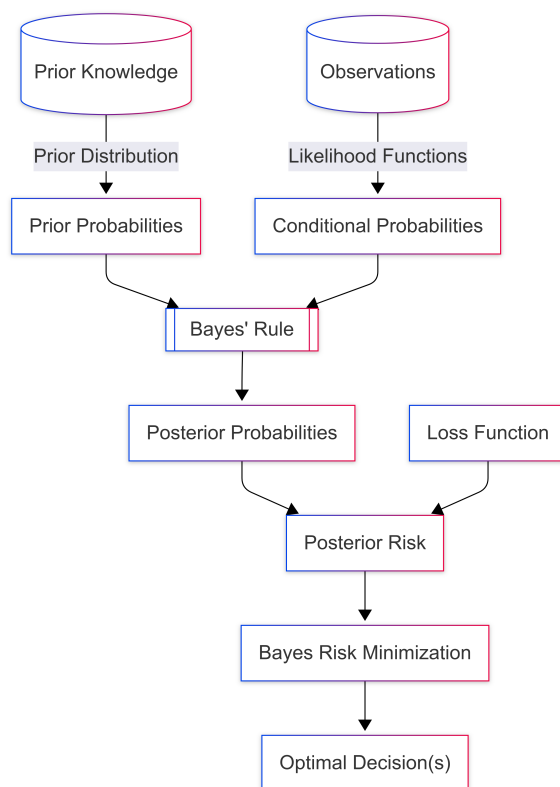 Prior Knowledge
Observations
Prior Distribution
Likelihood Functions
Prior Probabilities
Conditional Probabilities
Bayes' Rule
Posterior Probabilities
Loss Function
Posterior Risk
Bayes Risk Minimization
Optimal Decision(s)